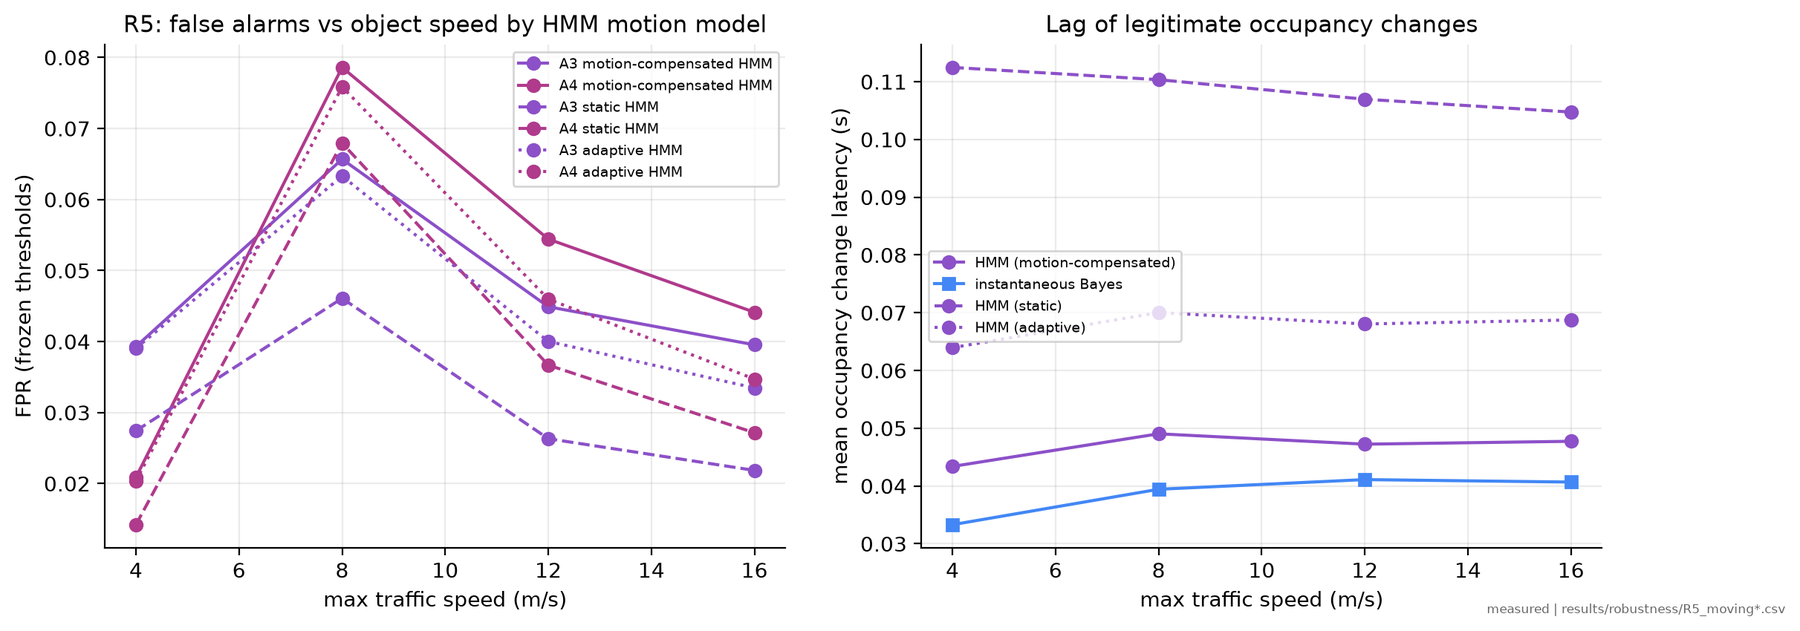 R5: false alarms vs object speed by HMM motion model
FPR (frozen thresholds)
0.08
0.07
0.06
0.05
0.04
0.03
0.02
A3 motion-compensated HMM
A4 motion-compensated HMM
A3 static HMM
A4 static HMM
A3 adaptive HMM
A4 adaptive HMM
4 6 8 10 12 14 16
max traffic speed (m/s)
Lag of legitimate occupancy changes
mean occupancy change latency (s)
0.11
0.10
0.09
0.08
0.07
0.06
0.05
0.04
0.03
HMM (motion-compensated)
instantaneous Bayes
HMM (static)
HMM (adaptive)
4 6 8 10 12 14 16
max traffic speed (m/s)
measured | results/robustness/R5_moving*.csv